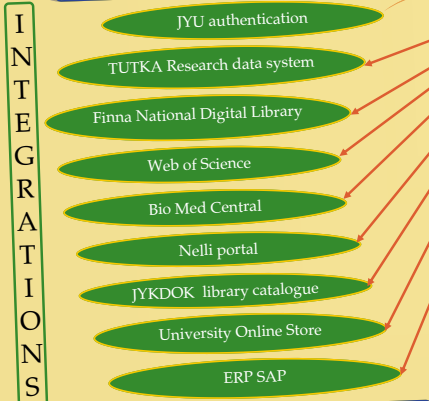 INTEGRATIONS
JYU authentication
TUTKA Research data system
Finna National Digital Library
Web of Science
Bio Med Central
Nelli portal
JYKDOK library catalogue
University Online Store
ERP SAP